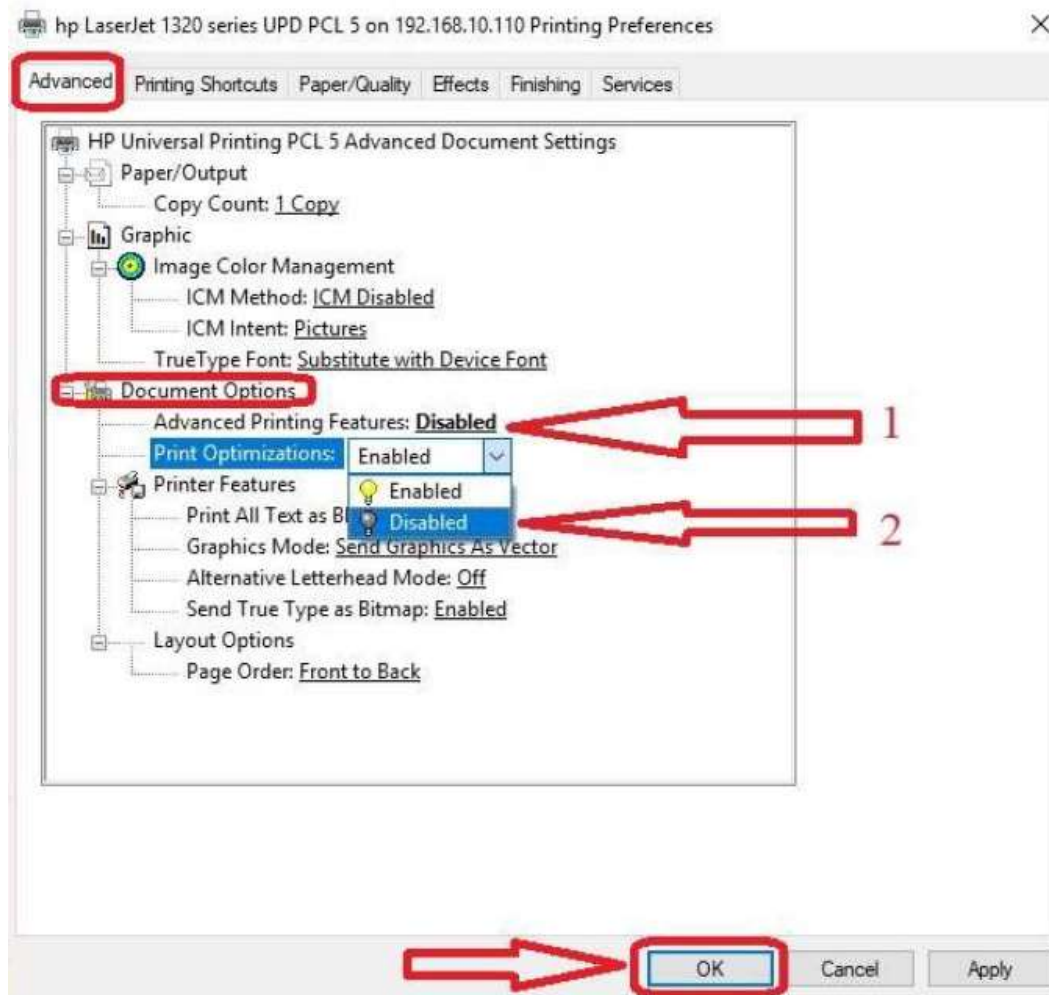 hp LaserJet 1320 series UPD PCL 5 on 192.168.10.110 Printing Preferences
Advanced Printing Shortcuts Paper/Quality Effects Finishing Services
HP Universal Printing PCL 5 Advanced Document Settings
Paper/Output
Copy Count: 1 Copy
Graphic
Image Color Management
ICM Method: ICM Disabled
ICM Intent: Pictures
TrueType Font: Substitute with Device Font
Document Options
Advanced Printing Features: Disabled 1
Print Optimizations: Enabled
Printer Features Enabled
Print All Text as Disabled 2
Graphics Mode: Send Graphics As Vector
Alternative Letterhead Mode: Off
Send True Type as Bitmap: Enabled
Layout Options
Page Order: Front to Back
OK Cancel Apply